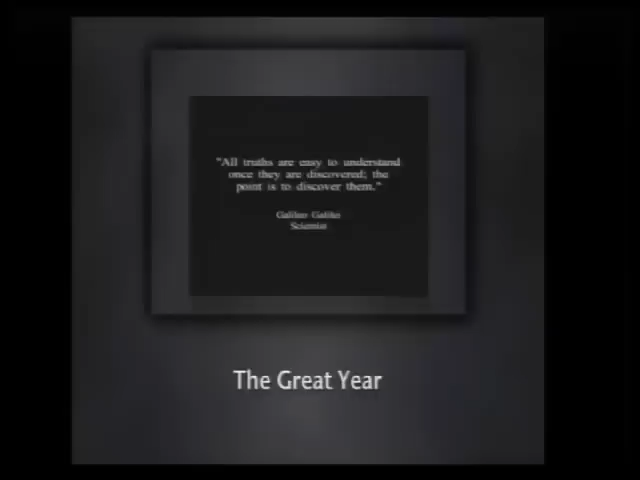 "All truths are easy to understand
once they are discovered; the
point is to discover them."
Galileo Galilei
Scientist
The Great Year